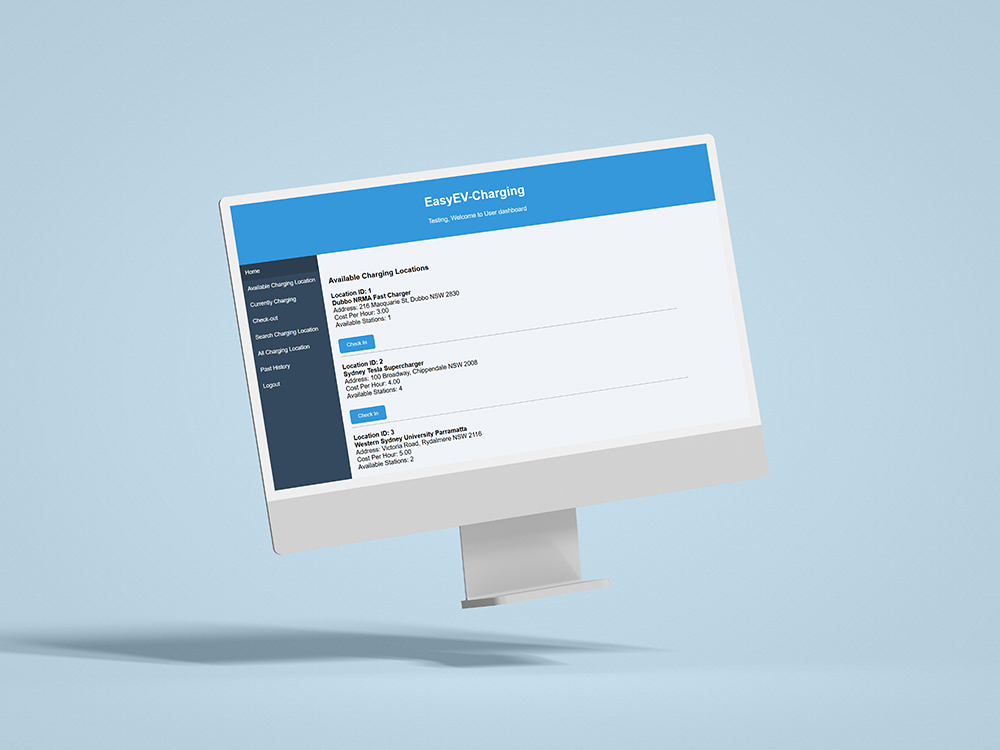 EasyEV-Charging
Testing, Welcome to User dashboard
Home
Available Charging Location
Currently Charging
Check-out
Search Charging Location
All Charging Location
Past History
Logout
Available Charging Locations
Location ID: 1
Dubbo NRMA Fast Charger
Address: 216 Macquarie St, Dubbo NSW 2830
Cost Per Hour: 3.00
Available Stations: 1
Check In
Location ID: 2
Sydney Tesla Supercharger
Address: 100 Broadway, Chippendale NSW 2008
Cost Per Hour: 4.00
Available Stations: 4
Check In
Location ID: 3
Western Sydney University Parramatta
Address: Victoria Road, Rydalmere NSW 2116
Cost Per Hour: 5.00
Available Stations: 2